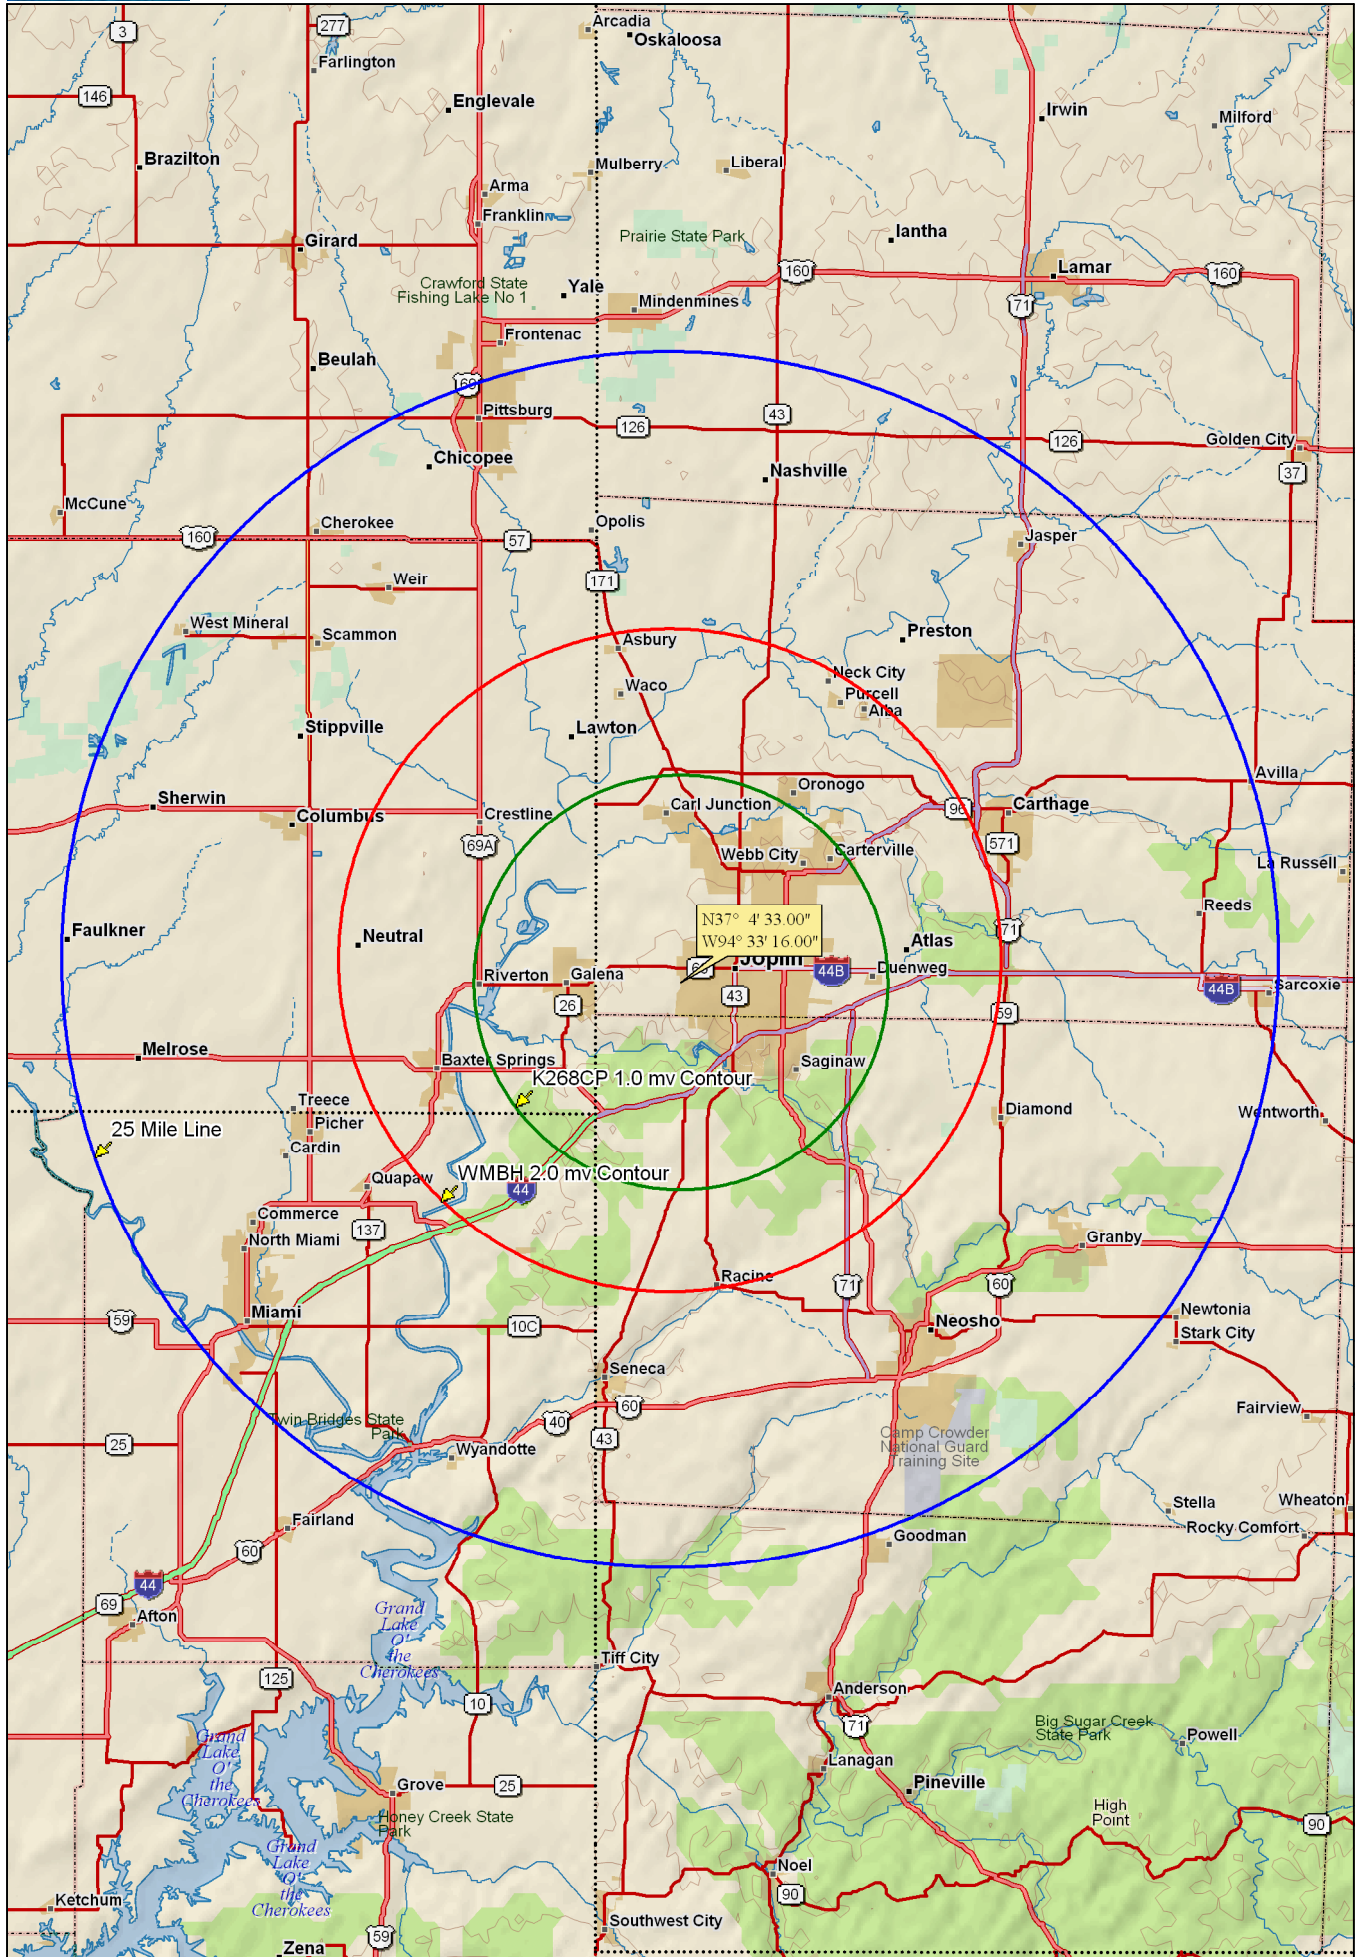 Arcadia
3
277
Oskaloosa
Farlington
146
Englevale
Irwin
Milford
Brazilton
Mulberry
Liberal
Arma
Franklin
Iantha
Girard
Prairie State Park
Lamar
160
160
Crawford State
Fishing Lake No 1
Yale
Mindenmines
71
Frontenac
Beulah
69
Pittsburg
43
126
126
Golden City
Chicopee
Nashville
37
McCune
Cherokee
Opolis
160
57
Jasper
171
Weir
West Mineral
Scammon
Asbury
Preston
Neck City
Waco
Purcell
Alba
Stippville
Lawton
Avilla
Oronogo
Sherwin
Carl Junction
96
Carthage
Columbus
Crestline
69A
571
Webb City
Carterville
La Russell
Reeds
N37° 4' 33.00"
W94° 33' 16.00"
Faulkner
Neutral
71
Atlas
Joplin
44B
Duenweg
Riverton
Galena
44B
Sarcoxie
43
26
59
Melrose
Baxter Springs
Saginaw
K268CP 1.0 mv Contour
Treece
Diamond
Wentworth
Picher
25 Mile Line
Cardin
WMBH 2.0 mv Contour
Quapaw
44
Commerce
137
North Miami
Granby
Racine
71
60
Miami
59
10C
Newtonia
Neosho
Stark City
Seneca
60
Fairview
Twin Bridges State
Park
40
Camp Crowder
National Guard
Training Site
25
43
Wyandotte
Stella
Wheaton
Fairland
Rocky Comfort
Goodman
60
44
69
Afton
Grand
Lake
O'
the
Cherokees
Tiff City
125
Anderson
10
71
Big Sugar Creek
State Park
Powell
Grand
Lake
O'
the
Cherokees
Lanagan
Grove
25
Pineville
High
Point
Honey Creek State
Park
90
Grand
Lake
O'
the
Cherokees
Noel
90
Ketchum
Southwest City
59
Zena